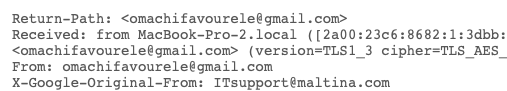 Return-Path: <omachifavourele@gmail.com>
Received: from MacBook-Pro-2.local ([2a00:23c6:8682:1:3dbb:
<omachifavourele@gmail.com> (version=TLS1_3 cipher=TLS_AES_
From: omachifavourele@gmail.com
X-Google-Original-From: ITsupport@maltina.com